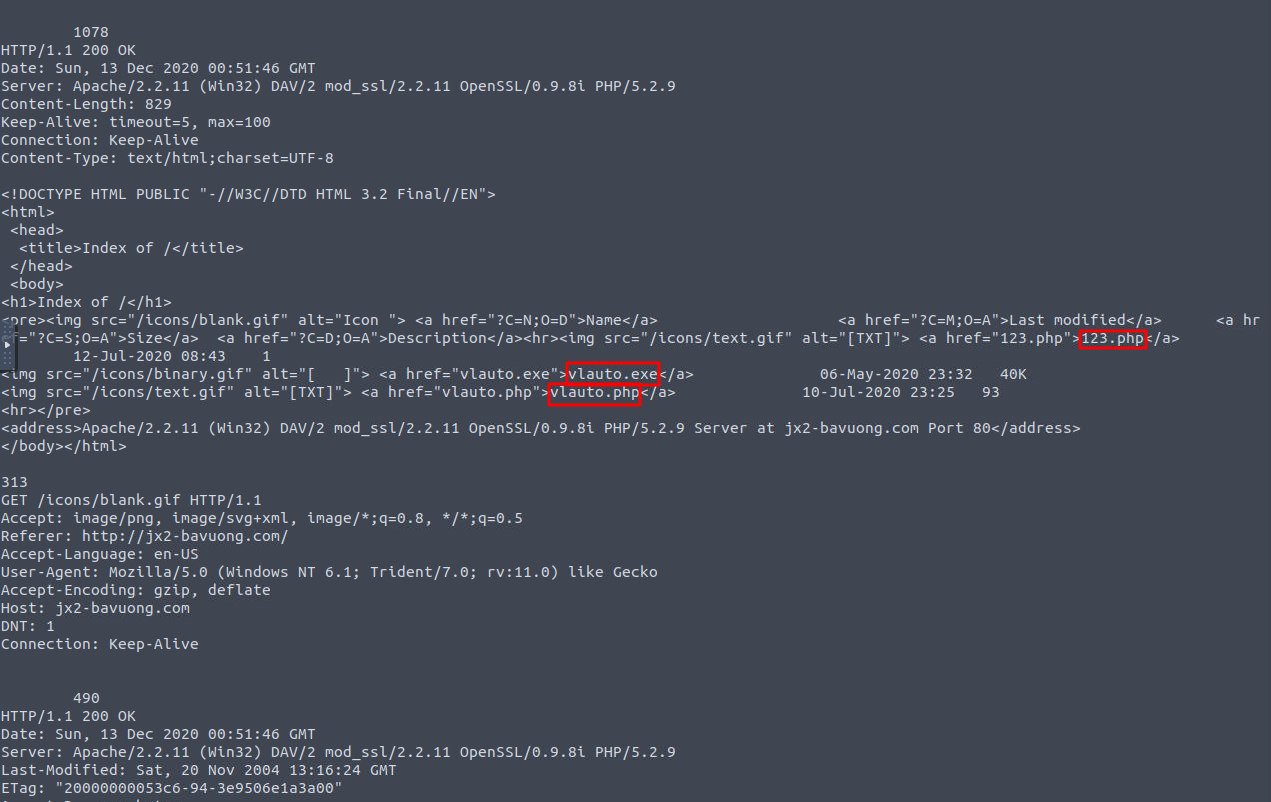 1078
HTTP/1.1 200 OK
Date: Sun, 13 Dec 2020 00:51:46 GMT
Server: Apache/2.2.11 (Win32) DAV/2 mod_ssl/2.2.11 OpenSSL/0.9.8i PHP/5.2.9
Content-Length: 829
Keep-Alive: timeout=5, max=100
Connection: Keep-Alive
Content-Type: text/html;charset=UTF-8
<!DOCTYPE HTML PUBLIC "-//W3C//DTD HTML 3.2 Final//EN">
<html>
<head>
<title>Index of /</title>
</head>
<body>
<h1>Index of /</h1>
<pre><img src="/icons/blank.gif" alt="Icon "> <a href="?C=N;O=D">Name</a> <a href="?C=M;O=A">Last modified</a> <a hr
="?C=S;O=A">Size</a> <a href="?C=D;O=A">Description</a><hr><img src="/icons/text.gif" alt="[TXT]"> <a href="123.php">123.php</a>
12-Jul-2020 08:43 1
<img src="/icons/binary.gif" alt="[ ]"> <a href="vlauto.exe">vlauto.exe</a> 06-May-2020 23:32 40K
<img src="/icons/text.gif" alt="[TXT]"> <a href="vlauto.php">vlauto.php</a> 10-Jul-2020 23:25 93
<hr></pre>
<address>Apache/2.2.11 (Win32) DAV/2 mod_ssl/2.2.11 OpenSSL/0.9.8i PHP/5.2.9 Server at jx2-bavuong.com Port 80</address>
</body></html>
313
GET /icons/blank.gif HTTP/1.1
Accept: image/png, image/svg+xml, image/*;q=0.8, */*;q=0.5
Referer: http://jx2-bavuong.com/
Accept-Language: en-US
User-Agent: Mozilla/5.0 (Windows NT 6.1; Trident/7.0; rv:11.0) like Gecko
Accept-Encoding: gzip, deflate
Host: jx2-bavuong.com
DNT: 1
Connection: Keep-Alive
490
HTTP/1.1 200 OK
Date: Sun, 13 Dec 2020 00:51:46 GMT
Server: Apache/2.2.11 (Win32) DAV/2 mod_ssl/2.2.11 OpenSSL/0.9.8i PHP/5.2.9
Last-Modified: Sat, 20 Nov 2004 13:16:24 GMT
ETag: "20000000053c6-94-3e9506e1a3a00"